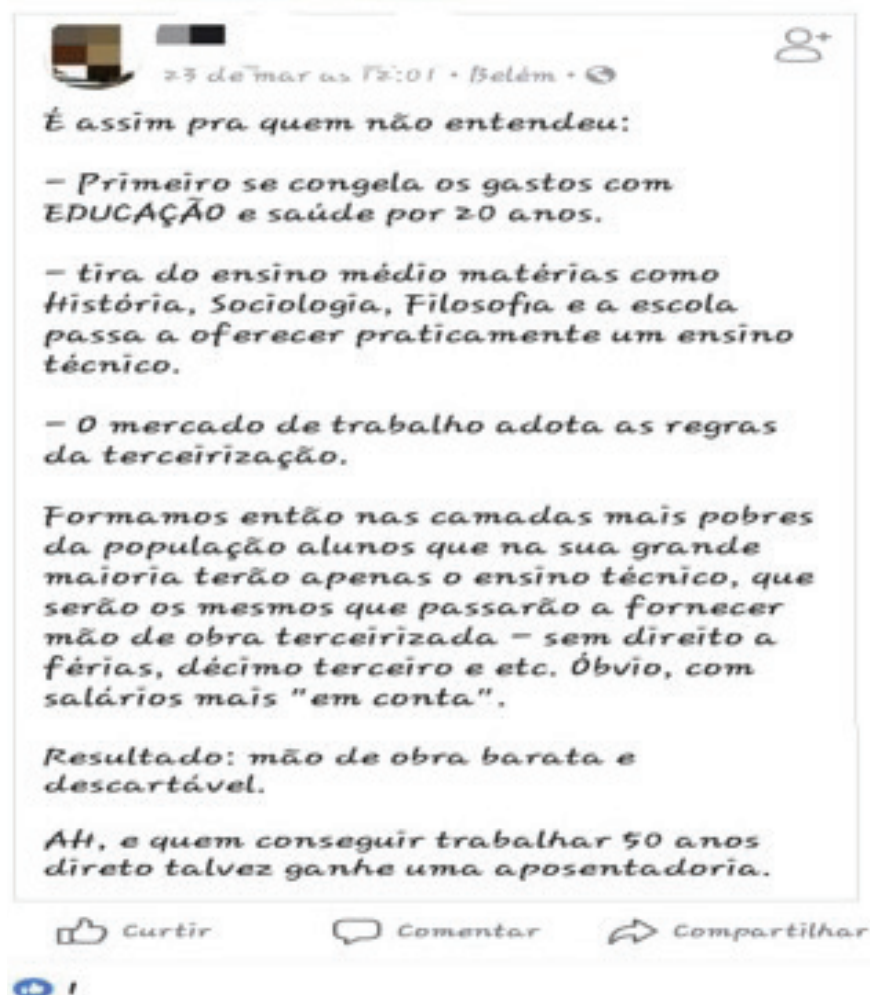 23 de mar às 12:01 • Belém •
É assim pra quem não entendeu:
– Primeiro se congela os gastos com
EDUCAÇÃO e saúde por 20 anos.
– tira do ensino médio matérias como
História, Sociologia, Filosofia e a escola
passa a oferecer praticamente um ensino
técnico.
– O mercado de trabalho adota as regras
da terceirização.
Formamos então nas camadas mais pobres
da população alunos que na sua grande
maioria terão apenas o ensino técnico, que
serão os mesmos que passarão a fornecer
mão de obra terceirizada – sem direito a
férias, décimo terceiro e etc. Óbvio, com
salários mais "em conta".
Resultado: mão de obra barata e
descartável.
AH, e quem conseguir trabalhar 50 anos
direto talvez ganhe uma aposentadoria.
Curtir Comentar Compartilhar
1